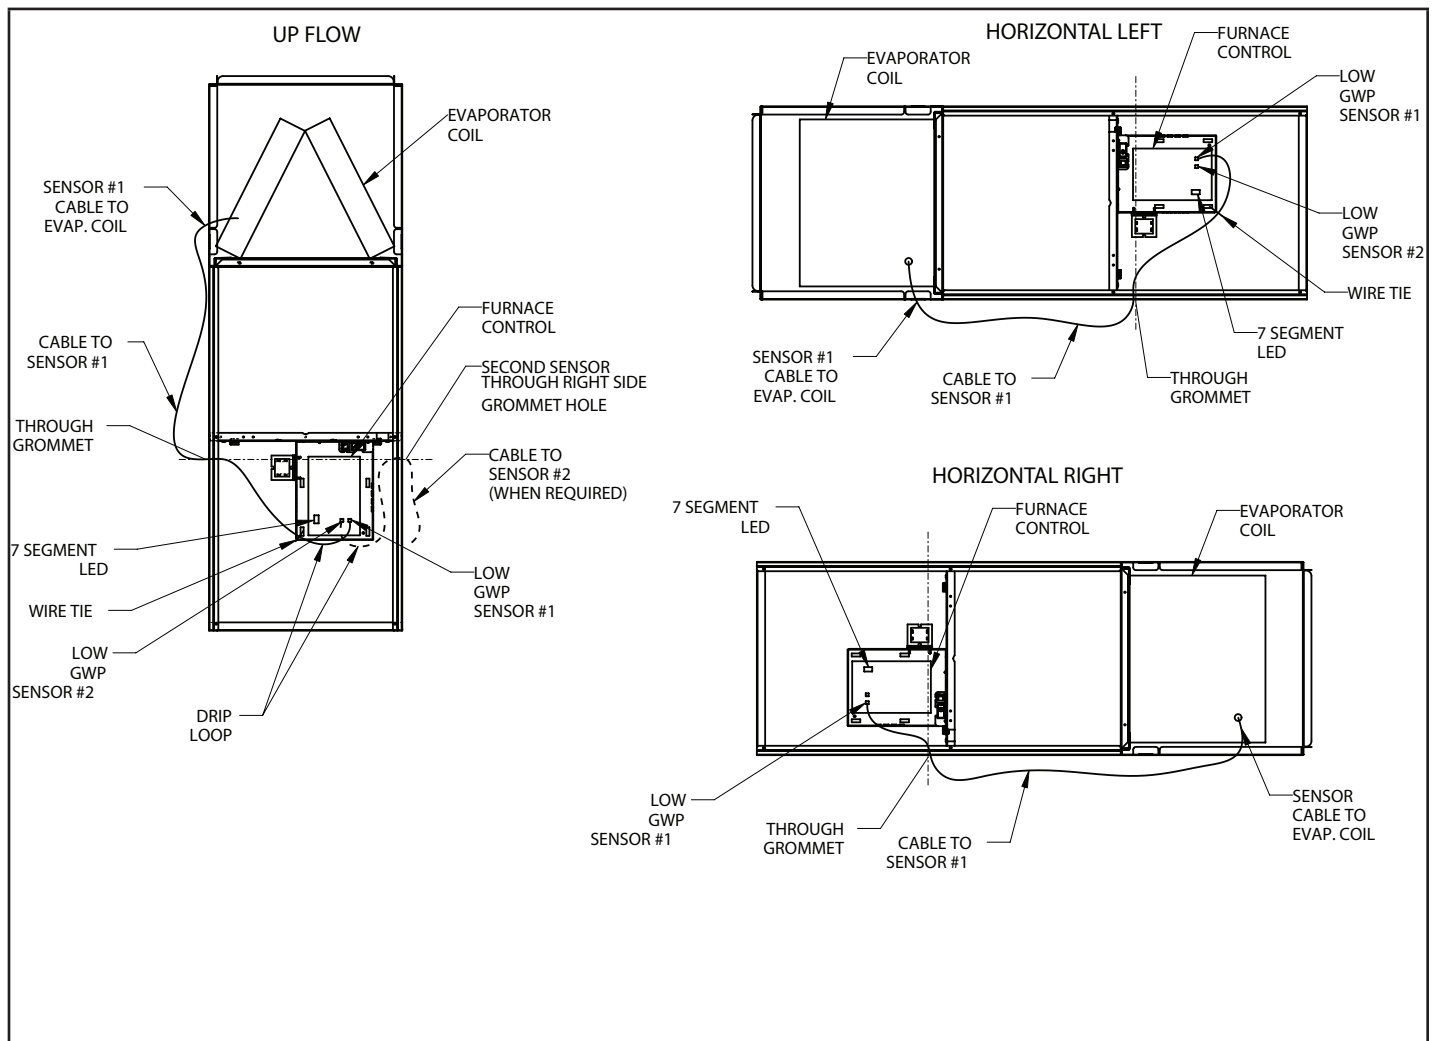 UP FLOW
EVAPORATOR
COIL
SENSOR #1
CABLE TO
EVAP. COIL
FURNACE
CONTROL
CABLE TO
SENSOR #1
SECOND SENSOR
THROUGH RIGHT SIDE
GROMMET HOLE
THROUGH
GROMMET
CABLE TO
SENSOR #2
(WHEN REQUIRED)
7 SEGMENT
LED
LOW
GWP
SENSOR #1
WIRE TIE
LOW
GWP
SENSOR #2
DRIP
LOOP
HORIZONTAL LEFT
FURNACE
CONTROL
EVAPORATOR
COIL
LOW
GWP
SENSOR #1
LOW
GWP
SENSOR #2
WIRE TIE
7 SEGMENT
LED
SENSOR #1
CABLE TO
EVAP. COIL
CABLE TO
SENSOR #1
THROUGH
GROMMET
HORIZONTAL RIGHT
7 SEGMENT
LED
FURNACE
CONTROL
EVAPORATOR
COIL
LOW
GWP
SENSOR #1
THROUGH
GROMMET
CABLE TO
SENSOR #1
SENSOR
CABLE TO
EVAP. COIL